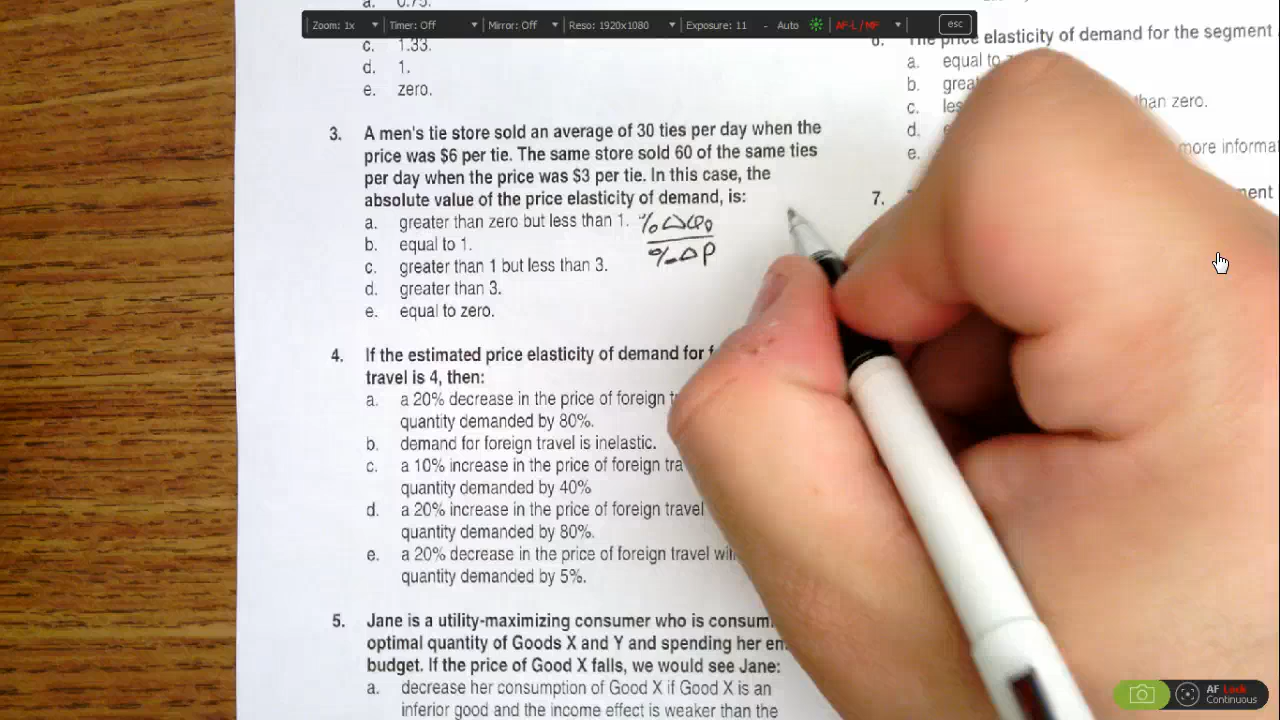 Zoom: 1x Timer: Off Mirror: Off Reso: 1920x1080 Exposure: 11 - Auto AF-L / MF esc
a. 0.75.
c. 1.33.
d. 1.
e. zero.
3. A men's tie store sold an average of 30 ties per day when the
price was $6 per tie. The same store sold 60 of the same ties
per day when the price was $3 per tie. In this case, the
absolute value of the price elasticity of demand, is:
a. greater than zero but less than 1.
b. equal to 1.
c. greater than 1 but less than 3.
d. greater than 3.
e. equal to zero.
%ΔQD
%ΔP
4. If the estimated price elasticity of demand for
travel is 4, then:
a. a 20% decrease in the price of foreign
quantity demanded by 80%.
b. demand for foreign travel is inelastic.
c. a 10% increase in the price of foreign
quantity demanded by 40%
d. a 20% increase in the price of foreign travel
quantity demanded by 80%.
e. a 20% decrease in the price of foreign travel
quantity demanded by 5%.
5. Jane is a utility-maximizing consumer who is
optimal quantity of Goods X and Y and spending her
budget. If the price of Good X falls, we would see Jane:
a. decrease her consumption of Good X if Good X is an
inferior good and the income effect is weaker than the
6. The price elasticity of demand for the segment
a. equal to
b.
c. than zero.
d.
e. more
7.
AF Lock
Continuous